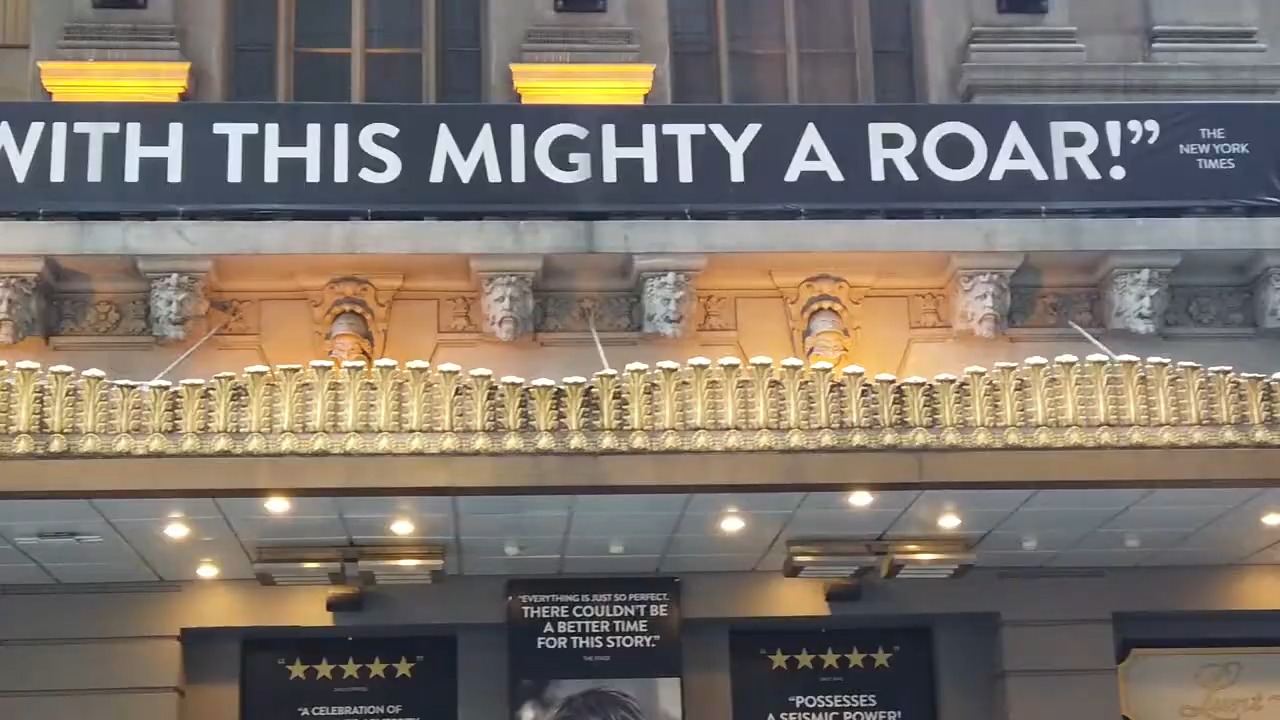 WITH THIS MIGHTY A ROAR!”
THE
NEW YORK
TIMES
“EVERYTHING IS JUST SO PERFECT.
THERE COULDN'T BE
A BETTER TIME
FOR THIS STORY.”
THE STAGE
“A CELEBRATION OF
“POSSESSES
A SEISMIC POWER!